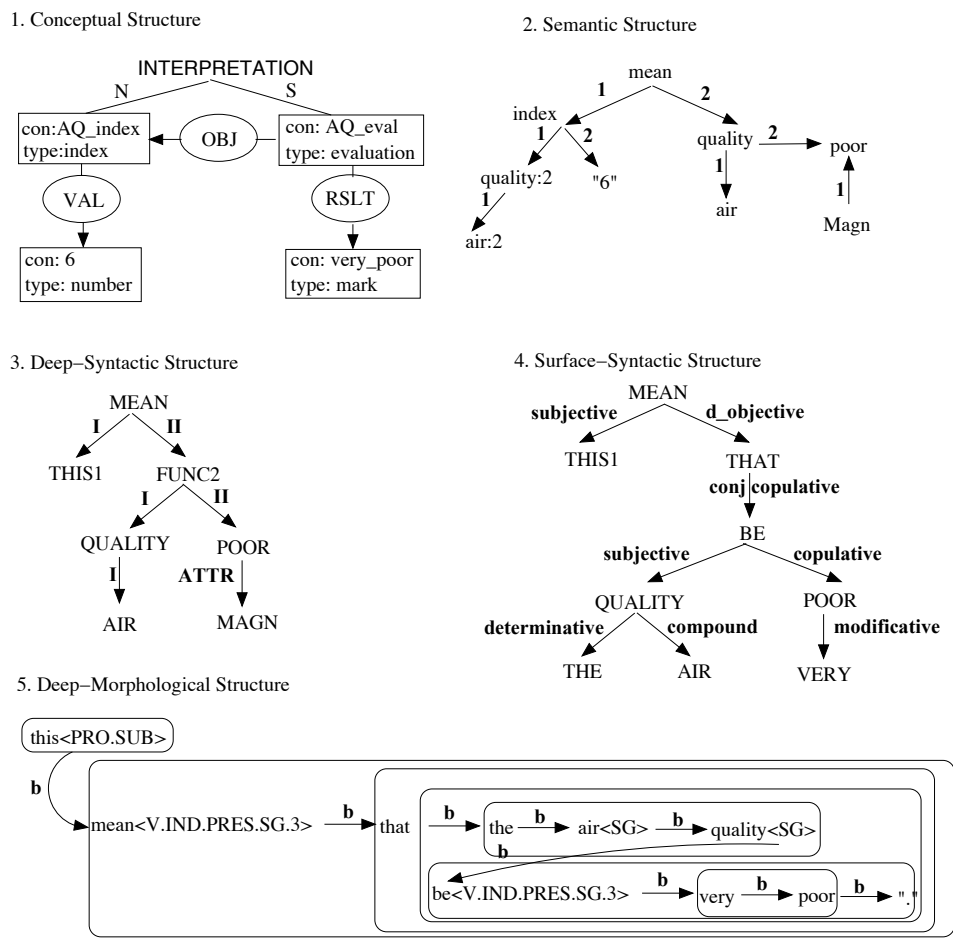 1. Conceptual Structure
INTERPRETATION
N S
con:AQ_index
type:index
OBJ
con: AQ_eval
type: evaluation
VAL
RSLT
con: 6
type: number
con: very_poor
type: mark
2. Semantic Structure
mean
1 2
index
quality 2 poor
1 2
quality:2 "6"
1 1
1
air:2
air
Magn
3. Deep–Syntactic Structure
MEAN
I II
THIS1 FUNC2
I II
QUALITY POOR
I ATTR
AIR MAGN
4. Surface–Syntactic Structure
MEAN
subjective d_objective
THIS1 THAT
conj copulative
BE
subjective copulative
QUALITY POOR
determinative compound modificative
THE AIR VERY
5. Deep–Morphological Structure
this<PRO.SUB>
b
mean<V.IND.PRES.SG.3> b that b the b air<SG> b quality<SG>
b
be<V.IND.PRES.SG.3> b very b poor b "."